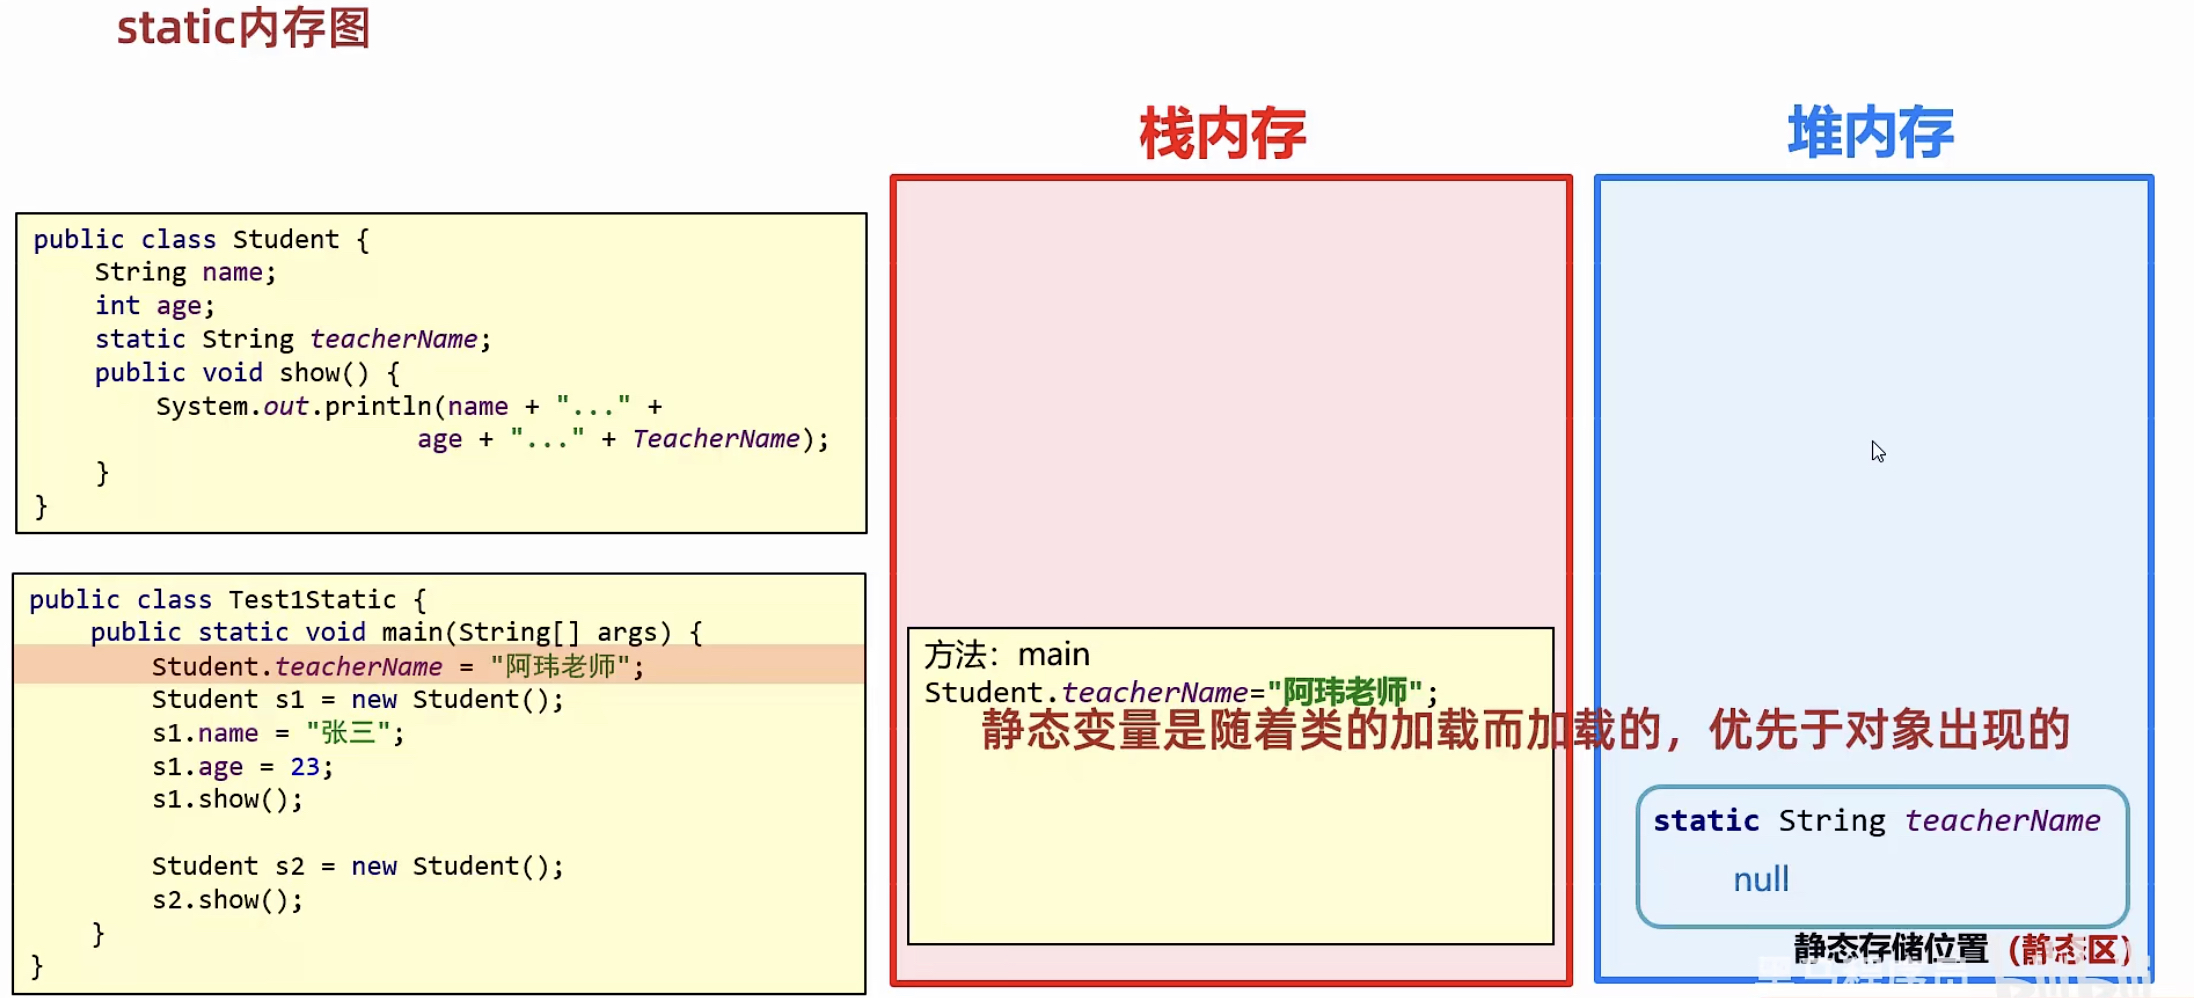 static内存图
栈内存
堆内存
public class Student {
String name;
int age;
static String teacherName;
public void show() {
System.out.println(name + "..." +
age + "..." + TeacherName);
}
}
public class Test1Static {
public static void main(String[] args) {
Student.teacherName = "阿玮老师";
Student s1 = new Student();
s1.name = "张三";
s1.age = 23;
s1.show();
Student s2 = new Student();
s2.show();
}
}
方法：main
Student.teacherName="阿玮老师";
静态变量是随着类的加载而加载的，优先于对象出现的
static String teacherName
null
静态存储位置（静态区）
黑马程序员